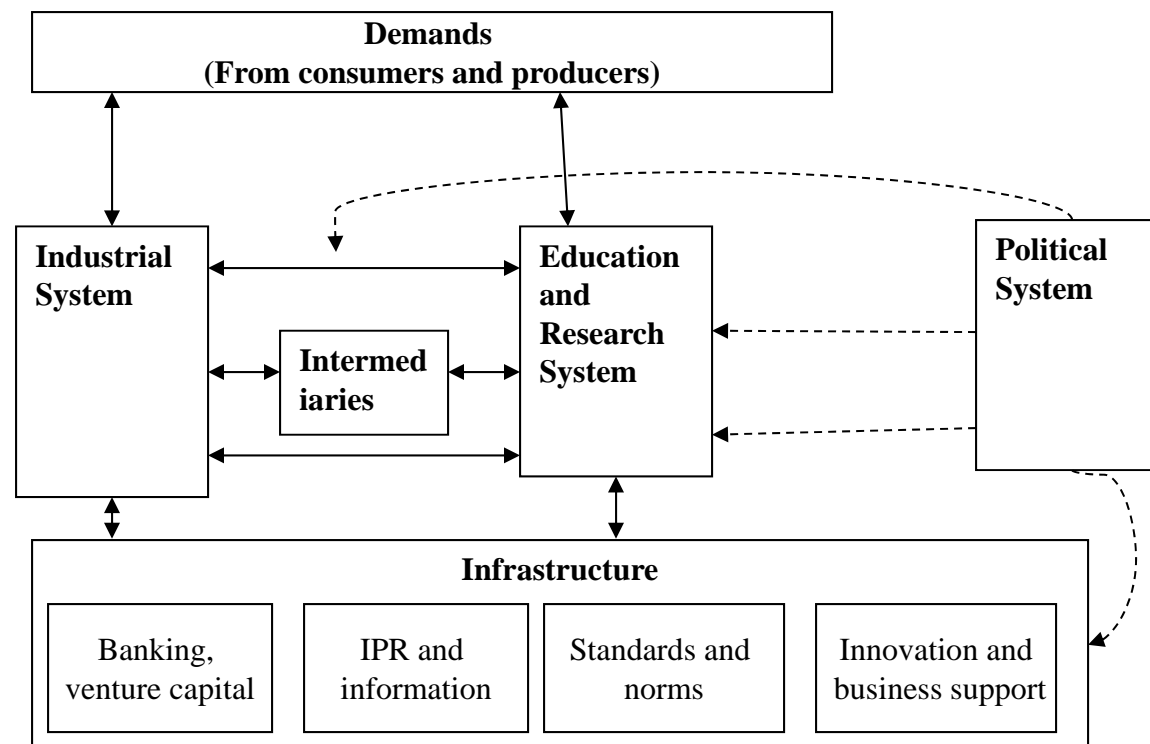 Demands
(From consumers and producers)
Industrial
System
Education
and
Research
System
Political
System
Intermed
iaries
Infrastructure
Banking,
venture capital
IPR and
information
Standards and
norms
Innovation and
business support